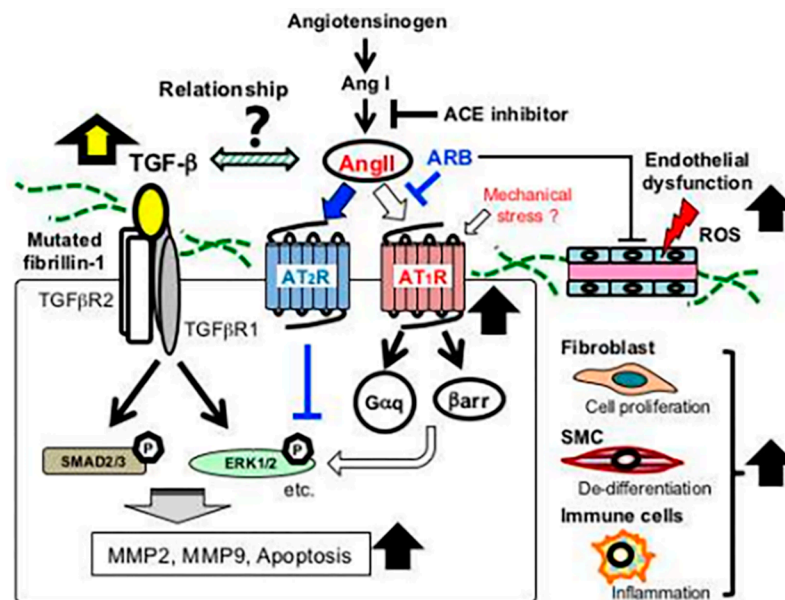 Angiotensinogen
Ang I
Relationship
?
ACE inhibitor
TGF-β
AngII
ARB
Endothelial
dysfunction
Mechanical
stress ?
ROS
Mutated
fibrillin-1
TGFβR2
AT2R
AT1R
TGFβR1
Gαq
βarr
Fibroblast
Cell proliferation
P
SMAD2/3
P
ERK1/2
etc.
SMC
De-differentiation
MMP2, MMP9, Apoptosis
Immune cells
Inflammation